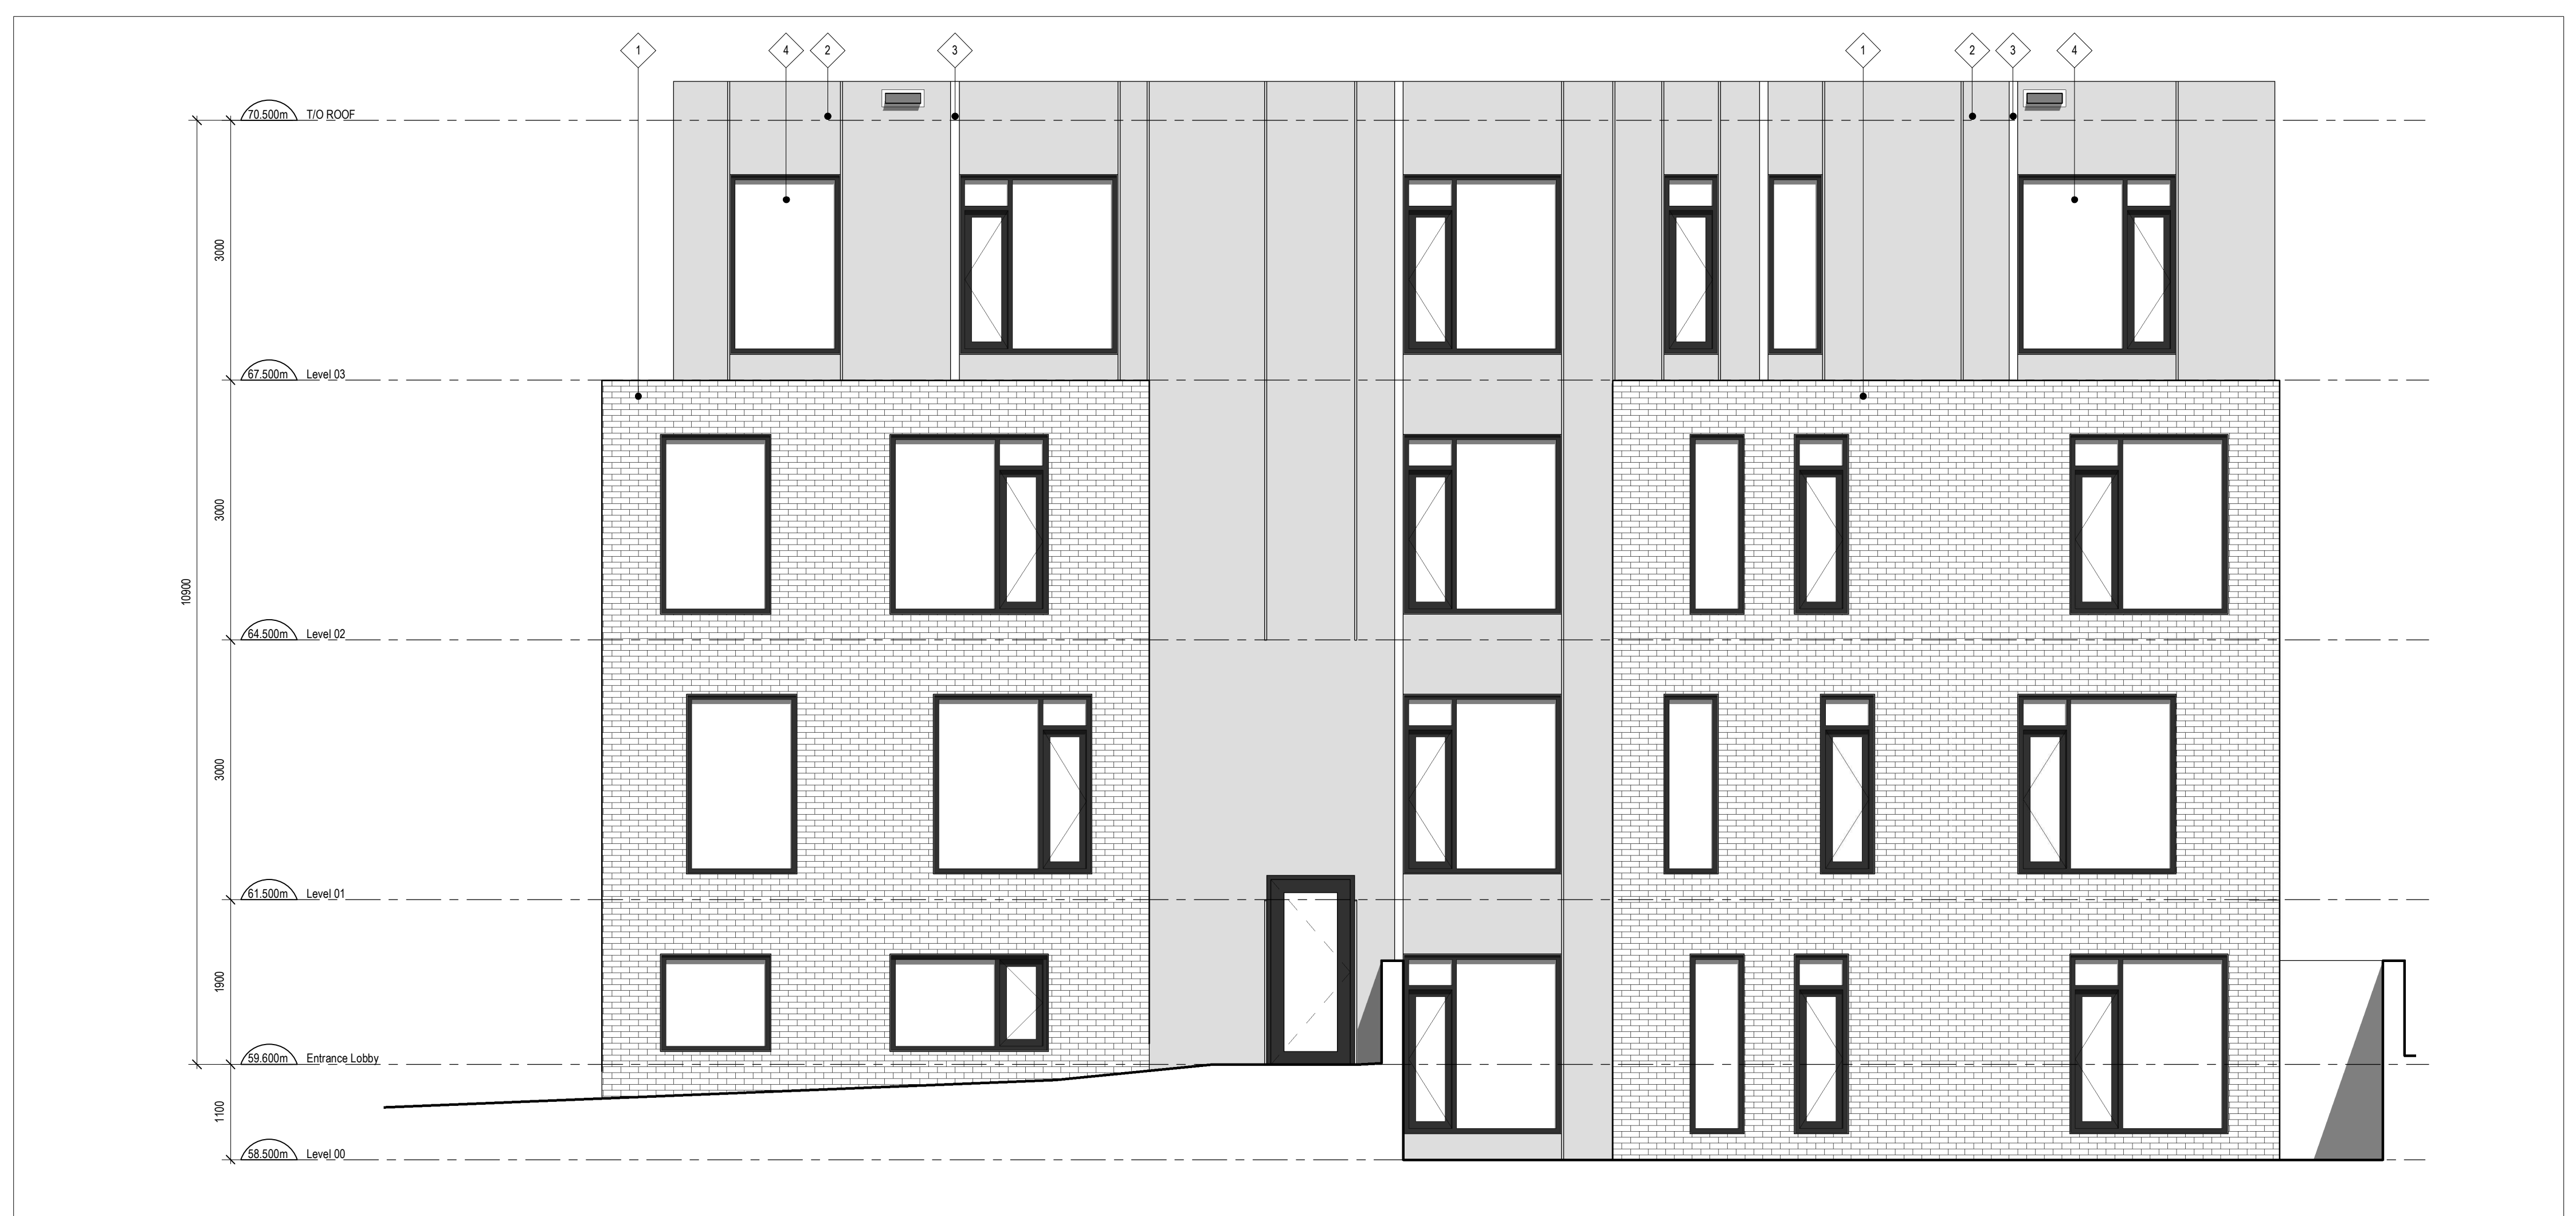 1 4 2 3 1 2 3 4
70.500m T/O ROOF
3000
67.500m Level 03
3000
10900
64.500m Level 02
3000
61.500m Level 01
1900
59.600m Entrance Lobby
1100
58.500m Level 00